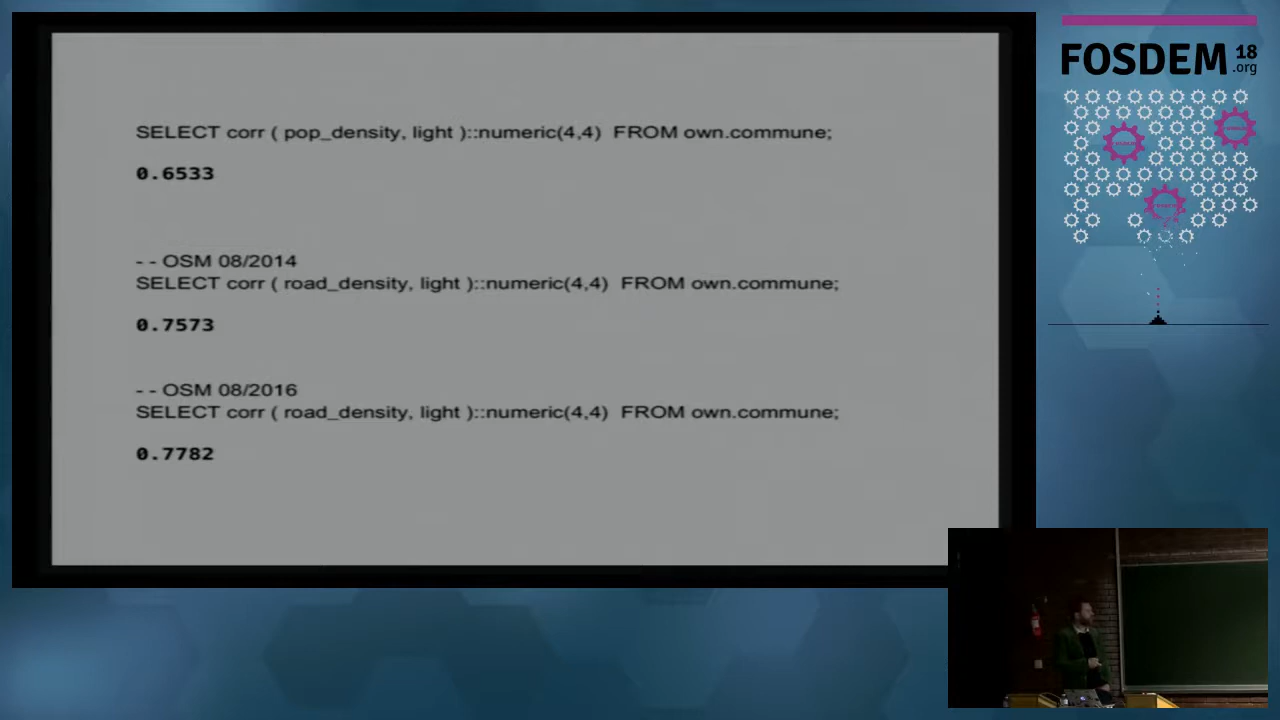 SELECT corr ( pop_density, light )::numeric(4,4)  FROM own.commune;
0.6533
- - OSM 08/2014
SELECT corr ( road_density, light )::numeric(4,4)  FROM own.commune;
0.7573
- - OSM 08/2016
SELECT corr ( road_density, light )::numeric(4,4)  FROM own.commune;
0.7782
FOSDEM 18
.org